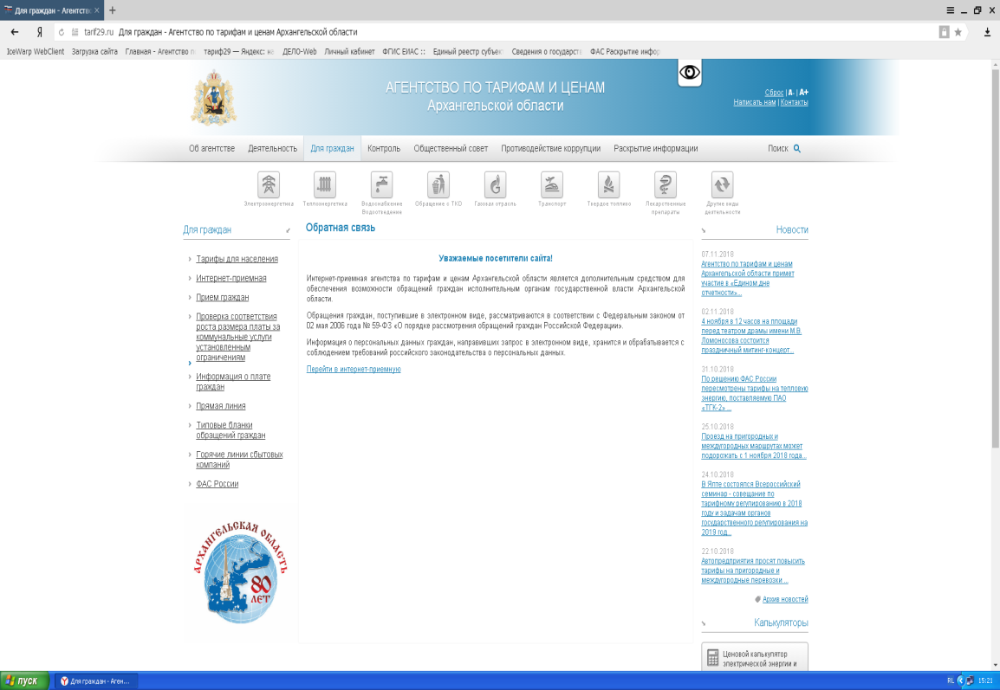 Для граждан - Агентство
tarif29.ru Для граждан - Агентство по тарифам и ценам Архангельской области
IceWarp WebClient Загрузка сайта Главная - Агентство п тариф29 — Яндекс: на ДЕЛО-Web Личный кабинет ФГИС ЕИАС :: Единый реестр субъек Сведения о государств ФАС Раскрытие инфор
АГЕНТСТВО ПО ТАРИФАМ И ЦЕНАМ
Архангельской области
Сброс | A- | A+
Написать нам | Контакты
Об агентстве Деятельность Для граждан Контроль Общественный совет Противодействие коррупции Раскрытие информации Поиск
Электроэнергетика Теплоэнергетика Водоснабжение Водоотведение Обращение с ТКО Газовая отрасль Транспорт Твердое топливо Лекарственные препараты Другие виды деятельности
Для граждан
Тарифы для населения
Интернет-приемная
Прием граждан
Проверка соответствия
роста размера платы за
коммунальные услуги
установленным
ограничениям
Информация о плате
граждан
Прямая линия
Типовые бланки
обращений граждан
Горячие линии сбытовых
компаний
ФАС России
АРХАНГЕЛЬСКАЯ ОБЛАСТЬ
80
ЛЕТ
Обратная связь
Уважаемые посетители сайта!
Интернет-приемная агентства по тарифам и ценам Архангельской области является дополнительным средством для
обеспечения возможности обращений граждан исполнительным органам государственной власти Архангельской
области.
Обращения граждан, поступившие в электронном виде, рассматриваются в соответствии с Федеральным законом от
02 мая 2006 года № 59-ФЗ «О порядке рассмотрения обращений граждан Российской Федерации».
Информация о персональных данных граждан, направивших запрос в электронном виде, хранится и обрабатывается с
соблюдением требований российского законодательства о персональных данных.
Перейти в интернет-приемную
Новости
07.11.2018
Агентство по тарифам и ценам
Архангельской области примет
участие в «Едином дне
отчетности»...
02.11.2018
4 ноября в 12 часов на площади
перед театром драмы имени М.В.
Ломоносова состоится
праздничный митинг-концерт...
31.10.2018
По решению ФАС России
пересмотрены тарифы на тепловую
энергию, поставляемую ПАО
«ТГК-2» ...
25.10.2018
Проезд на пригородных и
междугородных маршрутах может
подорожать с 1 ноября 2018 года...
24.10.2018
В Ялте состоялся Всероссийский
семинар - совещание по
тарифному регулированию в 2018
году и задачам органов
государственного регулирования на
2019 год...
22.10.2018
Автопредприятия просят повысить
тарифы на пригородные и
междугородные перевозки ...
Архив новостей
Калькуляторы
Ценовой калькулятор
электрической энергии и
пуск Для граждан - Аген... RL 15:21